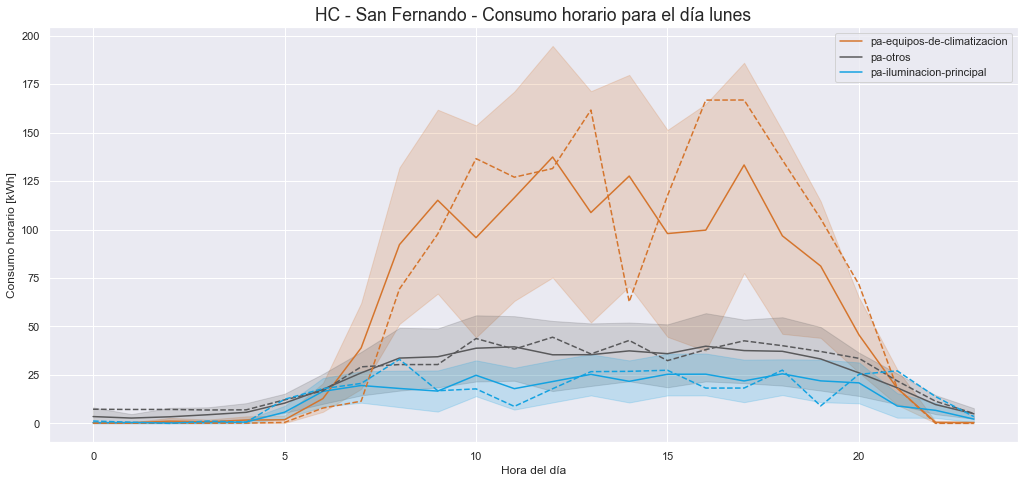 HC - San Fernando - Consumo horario para el día lunes
pa-equipos-de-climatizacion
pa-otros
pa-iluminacion-principal
Consumo horario [kWh]
200
175
150
125
100
75
50
25
0
0 5 10 15 20
Hora del día